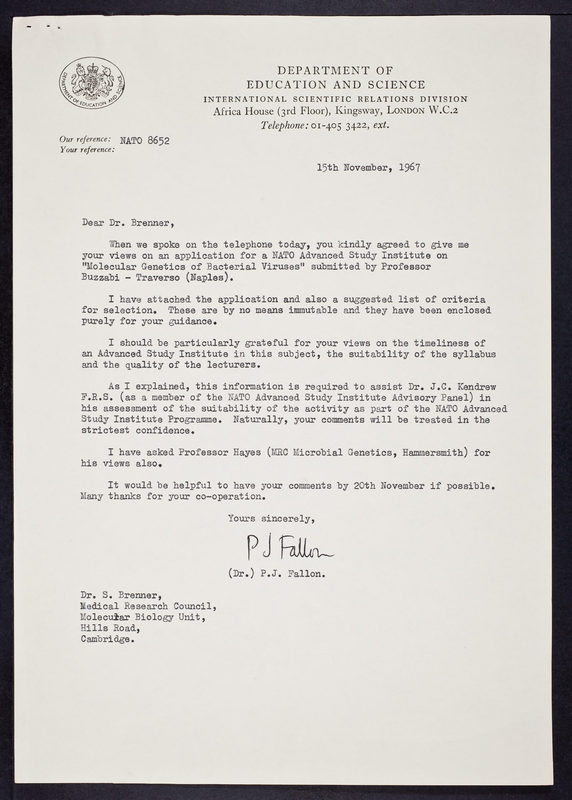 DEPARTMENT OF EDUCATION AND SCIENCE
DEPARTMENT OF
EDUCATION AND SCIENCE
INTERNATIONAL SCIENTIFIC RELATIONS DIVISION
Africa House (3rd Floor), Kingsway, LONDON W.C.2
Telephone: 01-405 3422, ext.
Our reference: NATO 8652
Your reference:
15th November, 1967
Dear Dr. Brenner,
When we spoke on the telephone today, you kindly agreed to give me
your views on an application for a NATO Advanced Study Institute on
"Molecular Genetics of Bacterial Viruses" submitted by Professor
Buzzabi - Traverso (Naples).
I have attached the application and also a suggested list of criteria
for selection. These are by no means immutable and they have been enclosed
purely for your guidance.
I should be particularly grateful for your views on the timeliness of
an Advanced Study Institute in this subject, the suitability of the syllabus
and the quality of the lecturers.
As I explained, this information is required to assist Dr. J.C. Kendrew
F.R.S. (as a member of the NATO Advanced Study Institute Advisory Panel) in
his assessment of the suitability of the activity as part of the NATO Advanced
Study Institute Programme. Naturally, your comments will be treated in the
strictest confidence.
I have asked Professor Hayes (MRC Microbial Genetics, Hammersmith) for
his views also.
It would be helpful to have your comments by 20th November if possible.
Many thanks for your co-operation.
Yours sincerely,
P J Fallon
(Dr.) P.J. Fallon.
Dr. S. Brenner,
Medical Research Council,
Molecular Biology Unit,
Hills Road,
Cambridge.